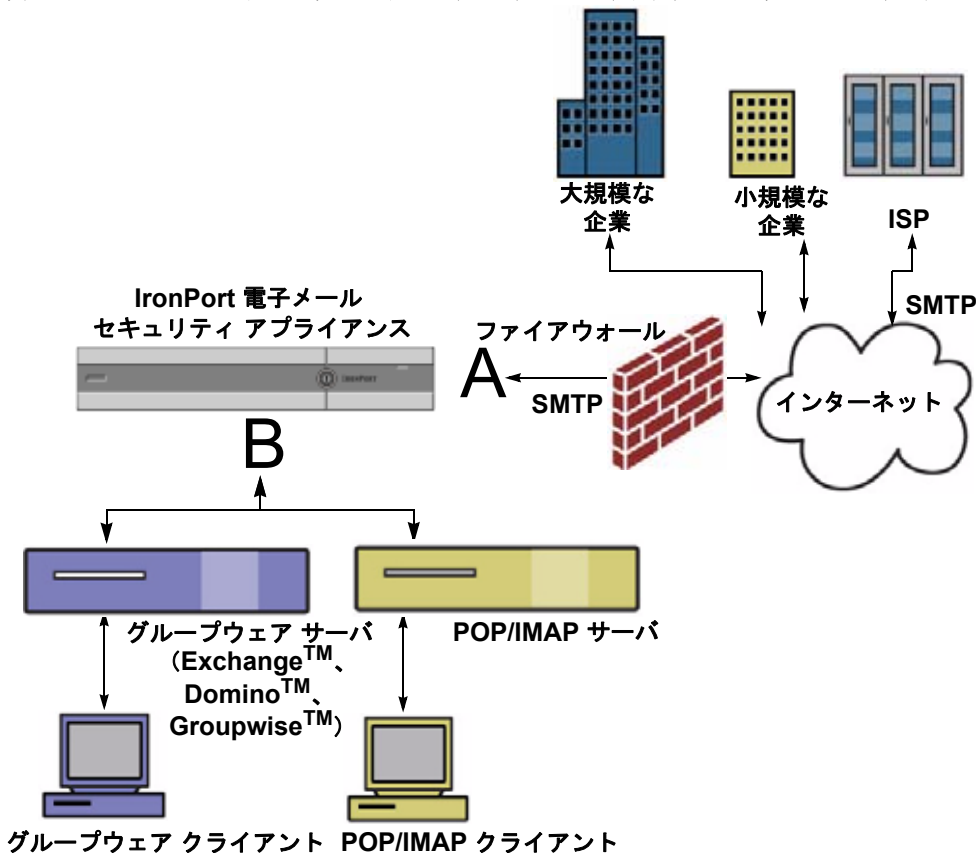 大規模な
企業
小規模な
企業
ISP
SMTP
IronPort 電子メール
セキュリティ アプライアンス
IRONPORT
ファイアウォール
A
SMTP
インターネット
B
グループウェア サーバ
（Exchange™、
Domino™、
Groupwise™）
POP/IMAP サーバ
グループウェア クライアント
POP/IMAP クライアント